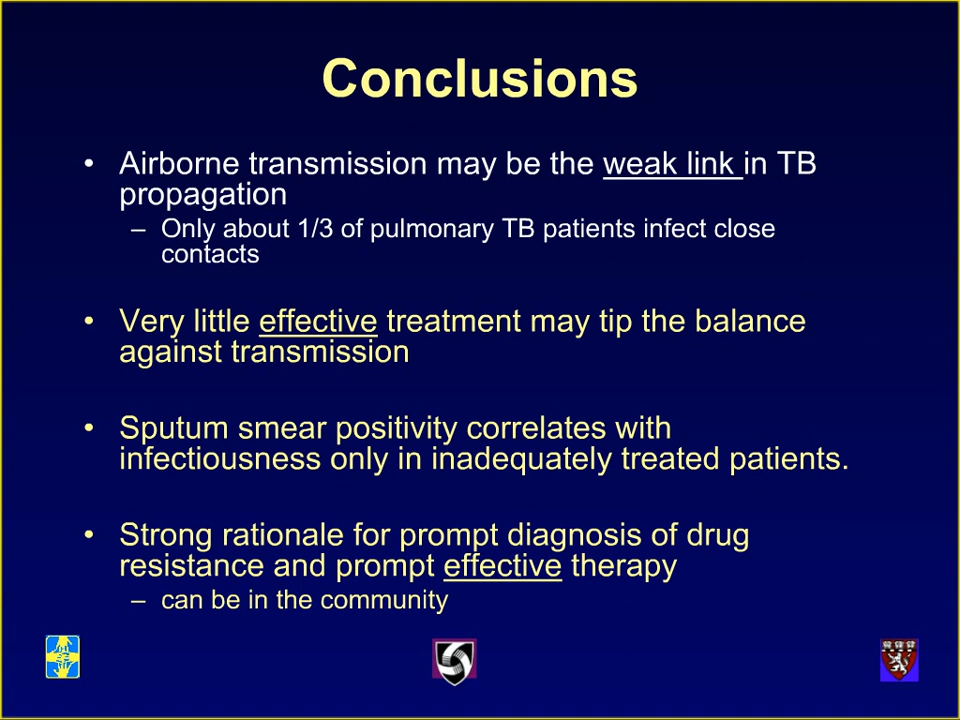 Conclusions
• Airborne transmission may be the weak link in TB
propagation
– Only about 1/3 of pulmonary TB patients infect close
contacts
• Very little effective treatment may tip the balance
against transmission
• Sputum smear positivity correlates with
infectiousness only in inadequately treated patients.
• Strong rationale for prompt diagnosis of drug
resistance and prompt effective therapy
– can be in the community